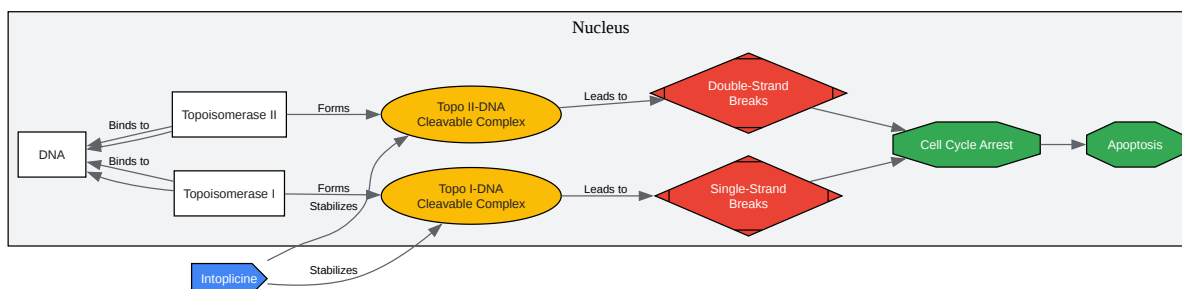 Nucleus
DNA
Binds to
Binds to
Topoisomerase II
Topoisomerase I
Forms
Forms
Stabilizes
Stabilizes
Intoplicine
Topo II-DNA
Cleavable Complex
Topo I-DNA
Cleavable Complex
Leads to
Leads to
Double-Strand
Breaks
Single-Strand
Breaks
Cell Cycle Arrest
Apoptosis